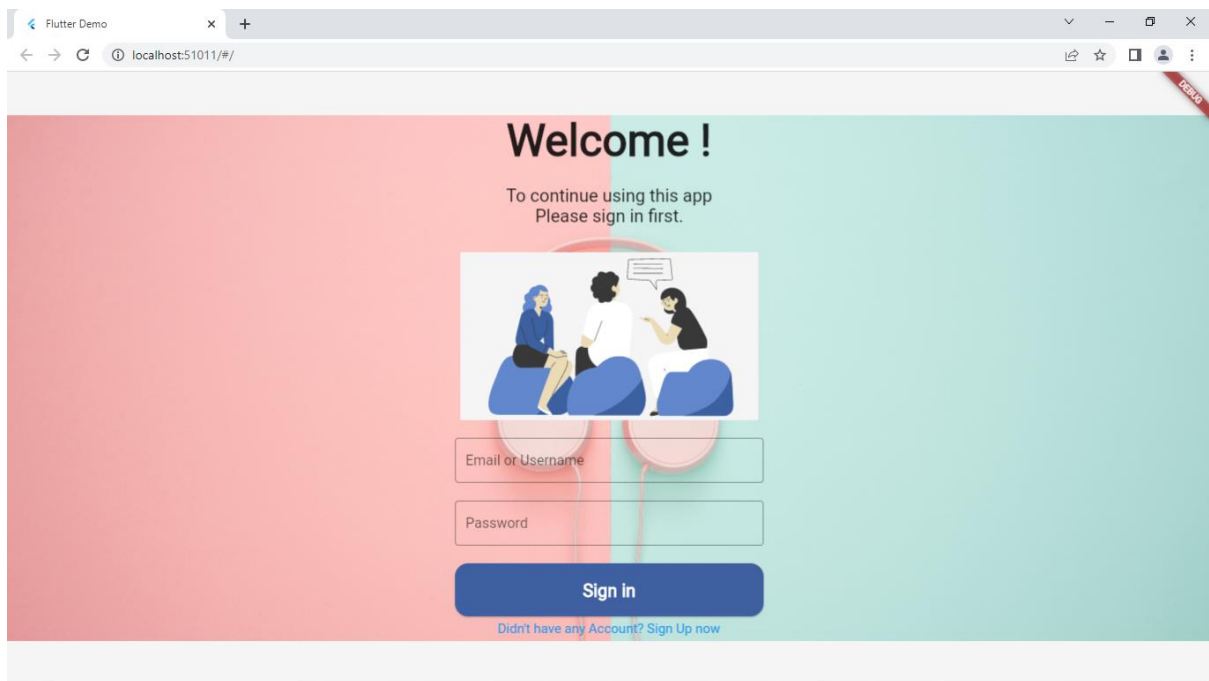 Flutter Demo
localhost:51011/#/
DEBUG
Welcome !
To continue using this app
Please sign in first.
Email or Username
Password
Sign in
Didn't have any Account? Sign Up now